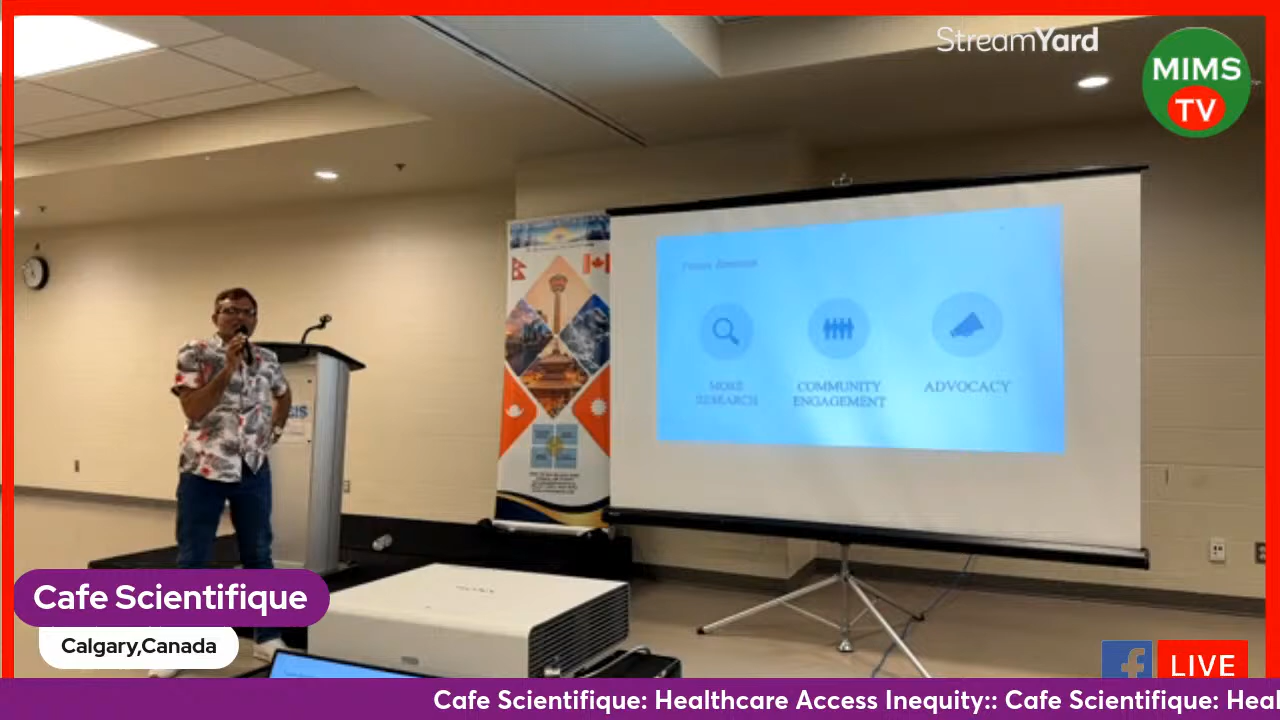 StreamYard
MIMS
TV
MORE
RESEARCH
COMMUNITY
ENGAGEMENT
ADVOCACY
Cafe Scientifique
Calgary,Canada
LIVE
Cafe Scientifique: Healthcare Access Inequity:: Cafe Scientifique: Heal